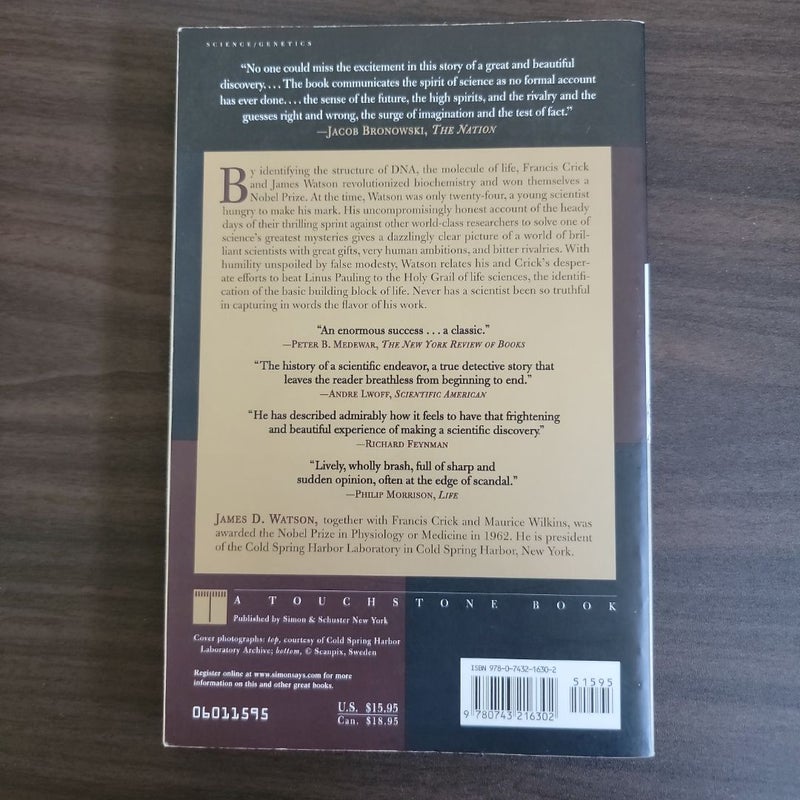 SCIENCE/GENETICS
“No one could miss the excitement in this story of a great and beautiful
discovery.... The book communicates the spirit of science as no formal account
has ever done.... the sense of the future, the high spirits, and the rivalry and the
guesses right and wrong, the surge of imagination and the test of fact.”
—JACOB BRONOWSKI, THE NATION
By identifying the structure of DNA, the molecule of life, Francis Crick
and James Watson revolutionized biochemistry and won themselves a
Nobel Prize. At the time, Watson was only twenty-four, a young scientist
hungry to make his mark. His uncompromisingly honest account of the heady
days of their thrilling sprint against other world-class researchers to solve one of
science’s greatest mysteries gives a dazzlingly clear picture of a world of bril-
liant scientists with great gifts, very human ambitions, and bitter rivalries. With
humility unspoiled by false modesty, Watson relates his and Crick’s desper-
ate efforts to beat Linus Pauling to the Holy Grail of life sciences, the identifi-
cation of the basic building block of life. Never has a scientist been so truthful
in capturing in words the flavor of his work.
“An enormous success . . . a classic.”
—PETER B. MEDEWAR, THE NEW YORK REVIEW OF BOOKS
“The history of a scientific endeavor, a true detective story that
leaves the reader breathless from beginning to end.”
—ANDRE LWOFF, SCIENTIFIC AMERICAN
“He has described admirably how it feels to have that frightening
and beautiful experience of making a scientific discovery.”
—RICHARD FEYNMAN
“Lively, wholly brash, full of sharp and
sudden opinion, often at the edge of scandal.”
—PHILIP MORRISON, LIFE
JAMES D. WATSON, together with Francis Crick and Maurice Wilkins, was
awarded the Nobel Prize in Physiology or Medicine in 1962. He is president
of the Cold Spring Harbor Laboratory in Cold Spring Harbor, New York.
A TOUCHSTONE BOOK
Published by Simon & Schuster New York
Cover photographs: top, courtesy of Cold Spring Harbor
Laboratory Archive; bottom, © Scanpix, Sweden
Register online at www.simonsays.com for more
information on this and other great books.
06011595
U.S. $15.95
Can. $18.95
ISBN 978-0-7432-1630-2
51595
9 780743 216302